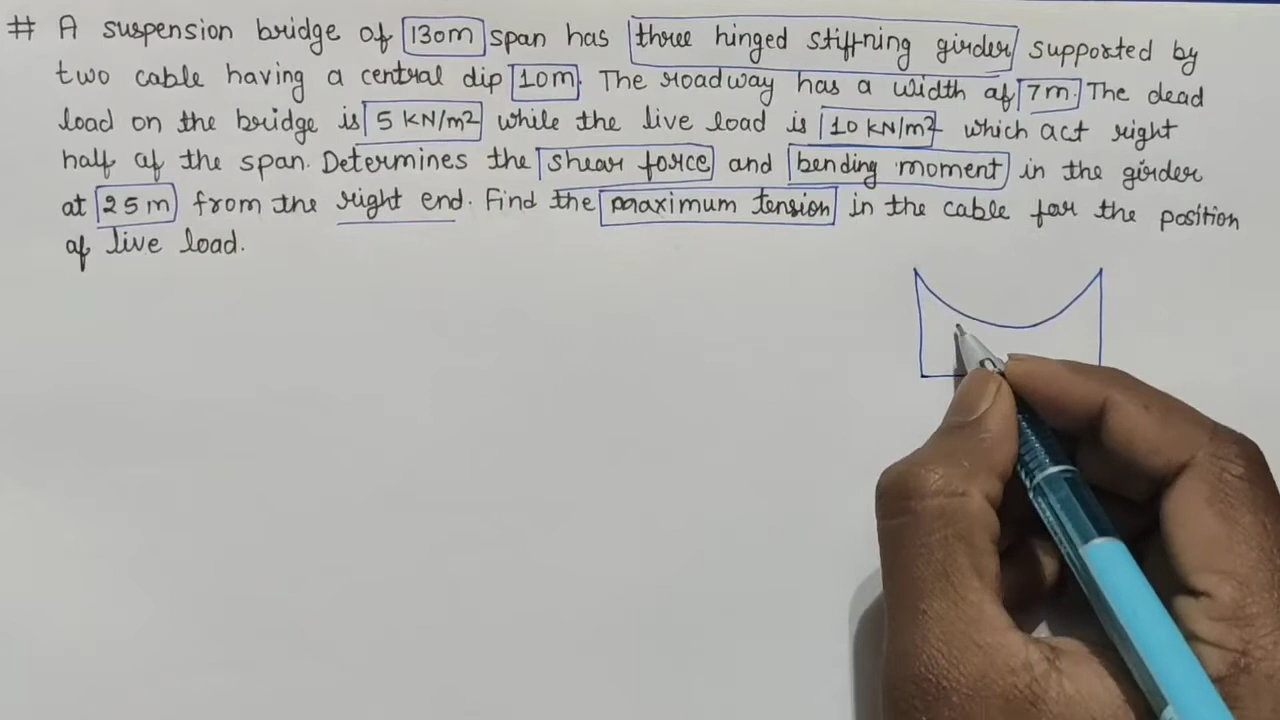 # A suspension bridge of 130m span has three hinged stiffning girder supported by
two cable having a central dip 10m. The roadway has a width of 7m. The dead
load on the bridge is 5 KN/m² while the live load is 10 KN/m² which act right
half of the span. Determines the shear force and bending moment in the girder
at 25m from the right end. Find the maximum tension in the cable for the position
of live load.